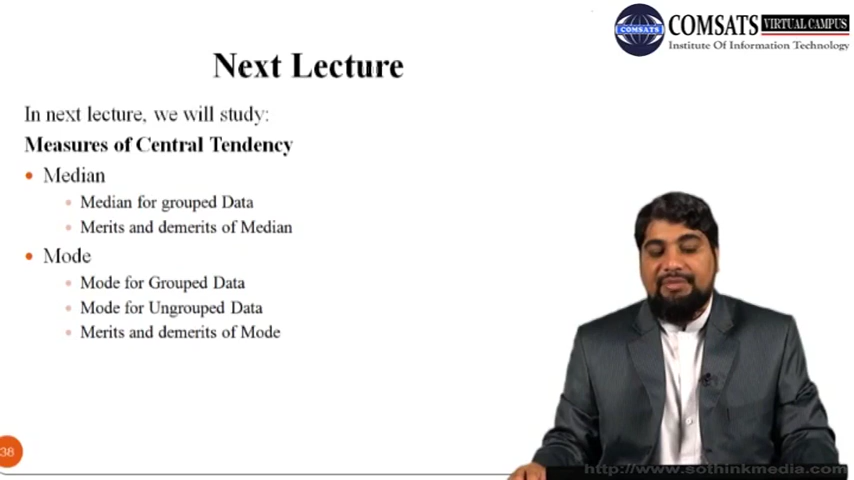 COMSATS VIRTUAL CAMPUS
COMSATS
Institute Of Information Technology
Next Lecture
In next lecture, we will study:
Measures of Central Tendency
• Median
• Median for grouped Data
• Merits and demerits of Median
• Mode
• Mode for Grouped Data
• Mode for Ungrouped Data
• Merits and demerits of Mode
38
http://www.sothinkmedia.com